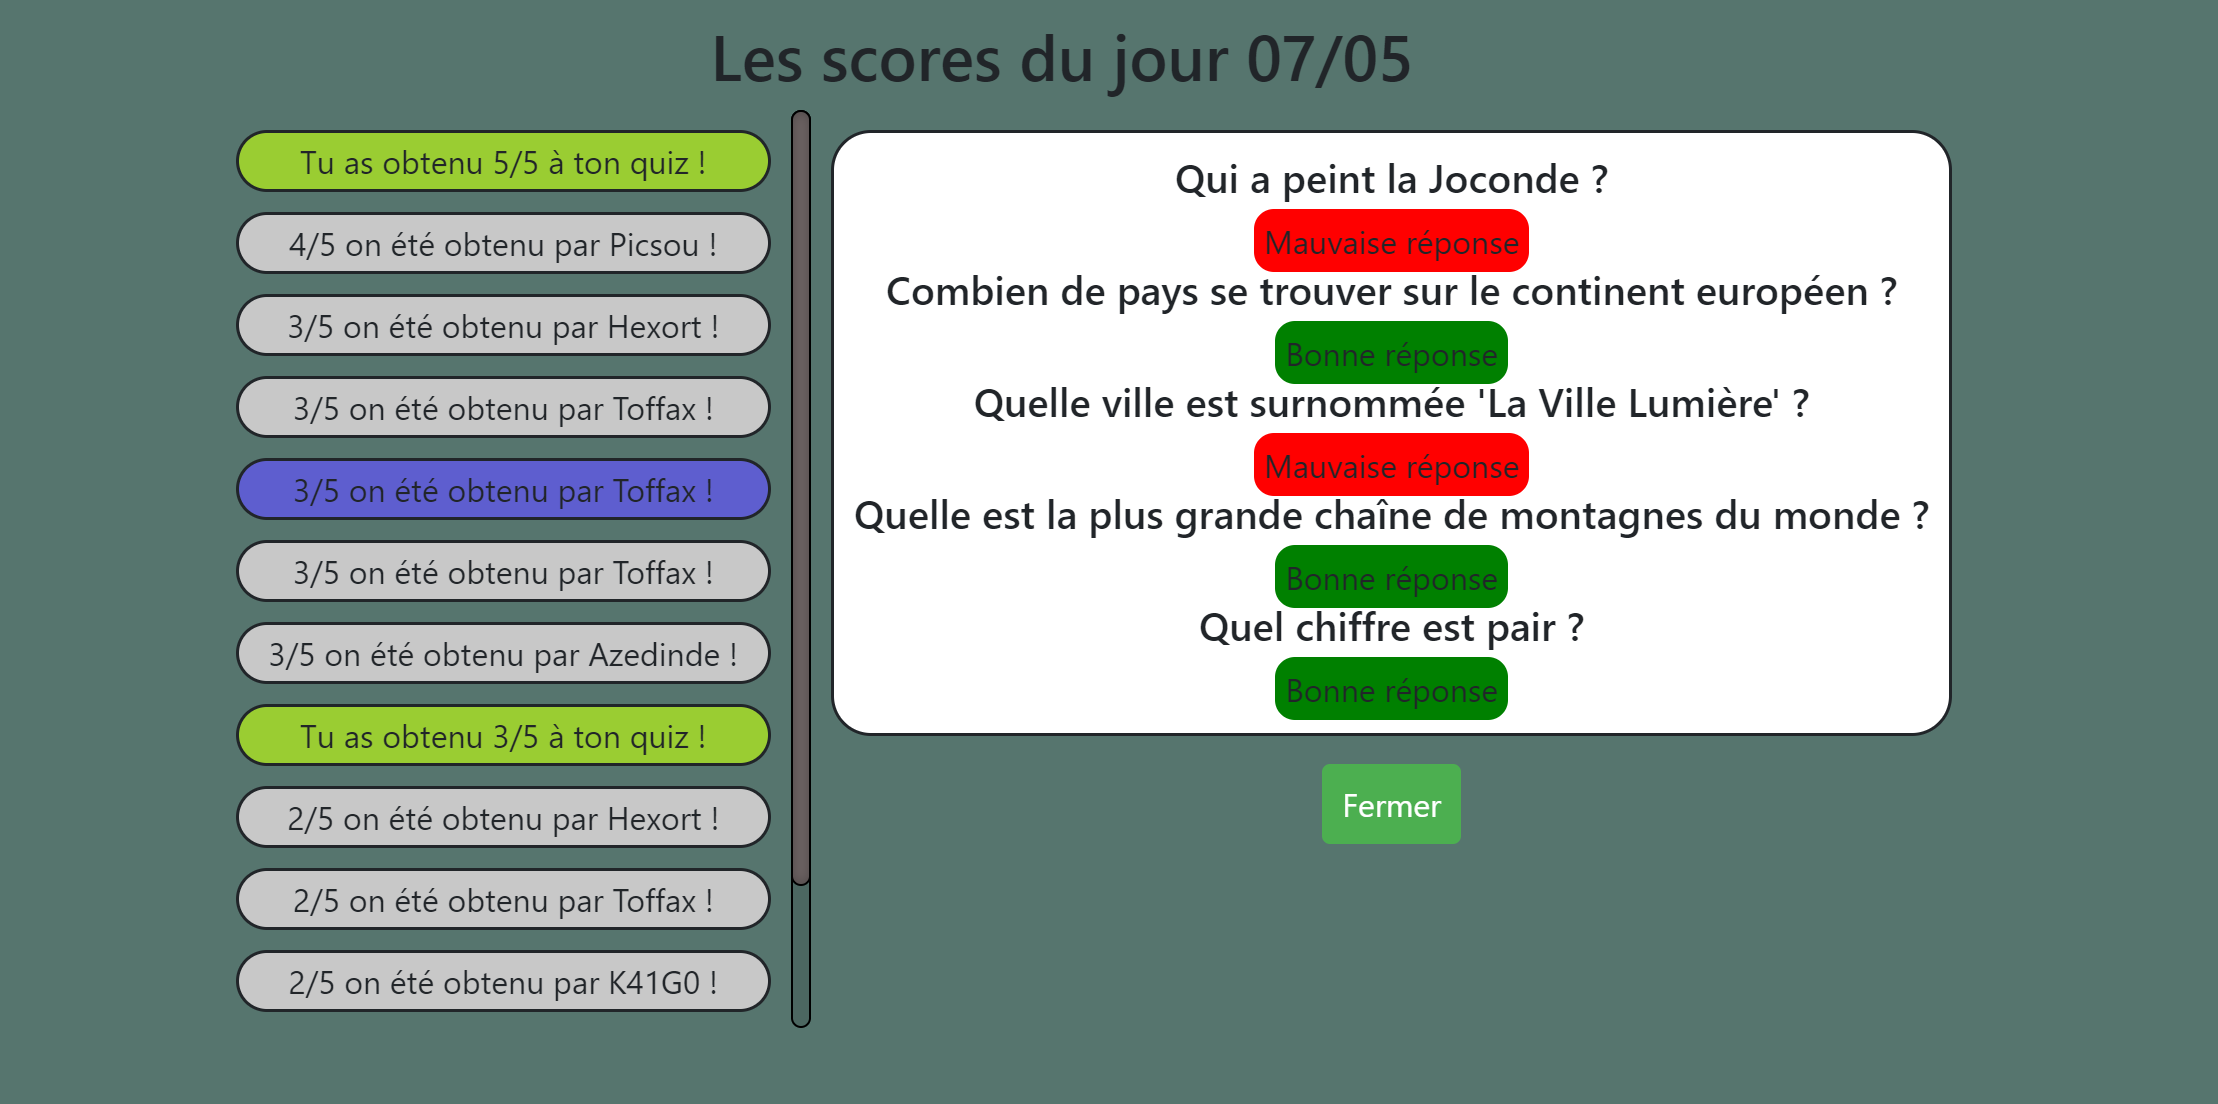 Les scores du jour 07/05
Tu as obtenu 5/5 à ton quiz !
4/5 on été obtenu par Picsou !
3/5 on été obtenu par Hexort !
3/5 on été obtenu par Toffax !
3/5 on été obtenu par Toffax !
3/5 on été obtenu par Toffax !
3/5 on été obtenu par Azedinde !
Tu as obtenu 3/5 à ton quiz !
2/5 on été obtenu par Hexort !
2/5 on été obtenu par Toffax !
2/5 on été obtenu par K41G0 !
Qui a peint la Joconde ?
Mauvaise réponse
Combien de pays se trouver sur le continent européen ?
Bonne réponse
Quelle ville est surnommée 'La Ville Lumière' ?
Mauvaise réponse
Quelle est la plus grande chaîne de montagnes du monde ?
Bonne réponse
Quel chiffre est pair ?
Bonne réponse
Fermer